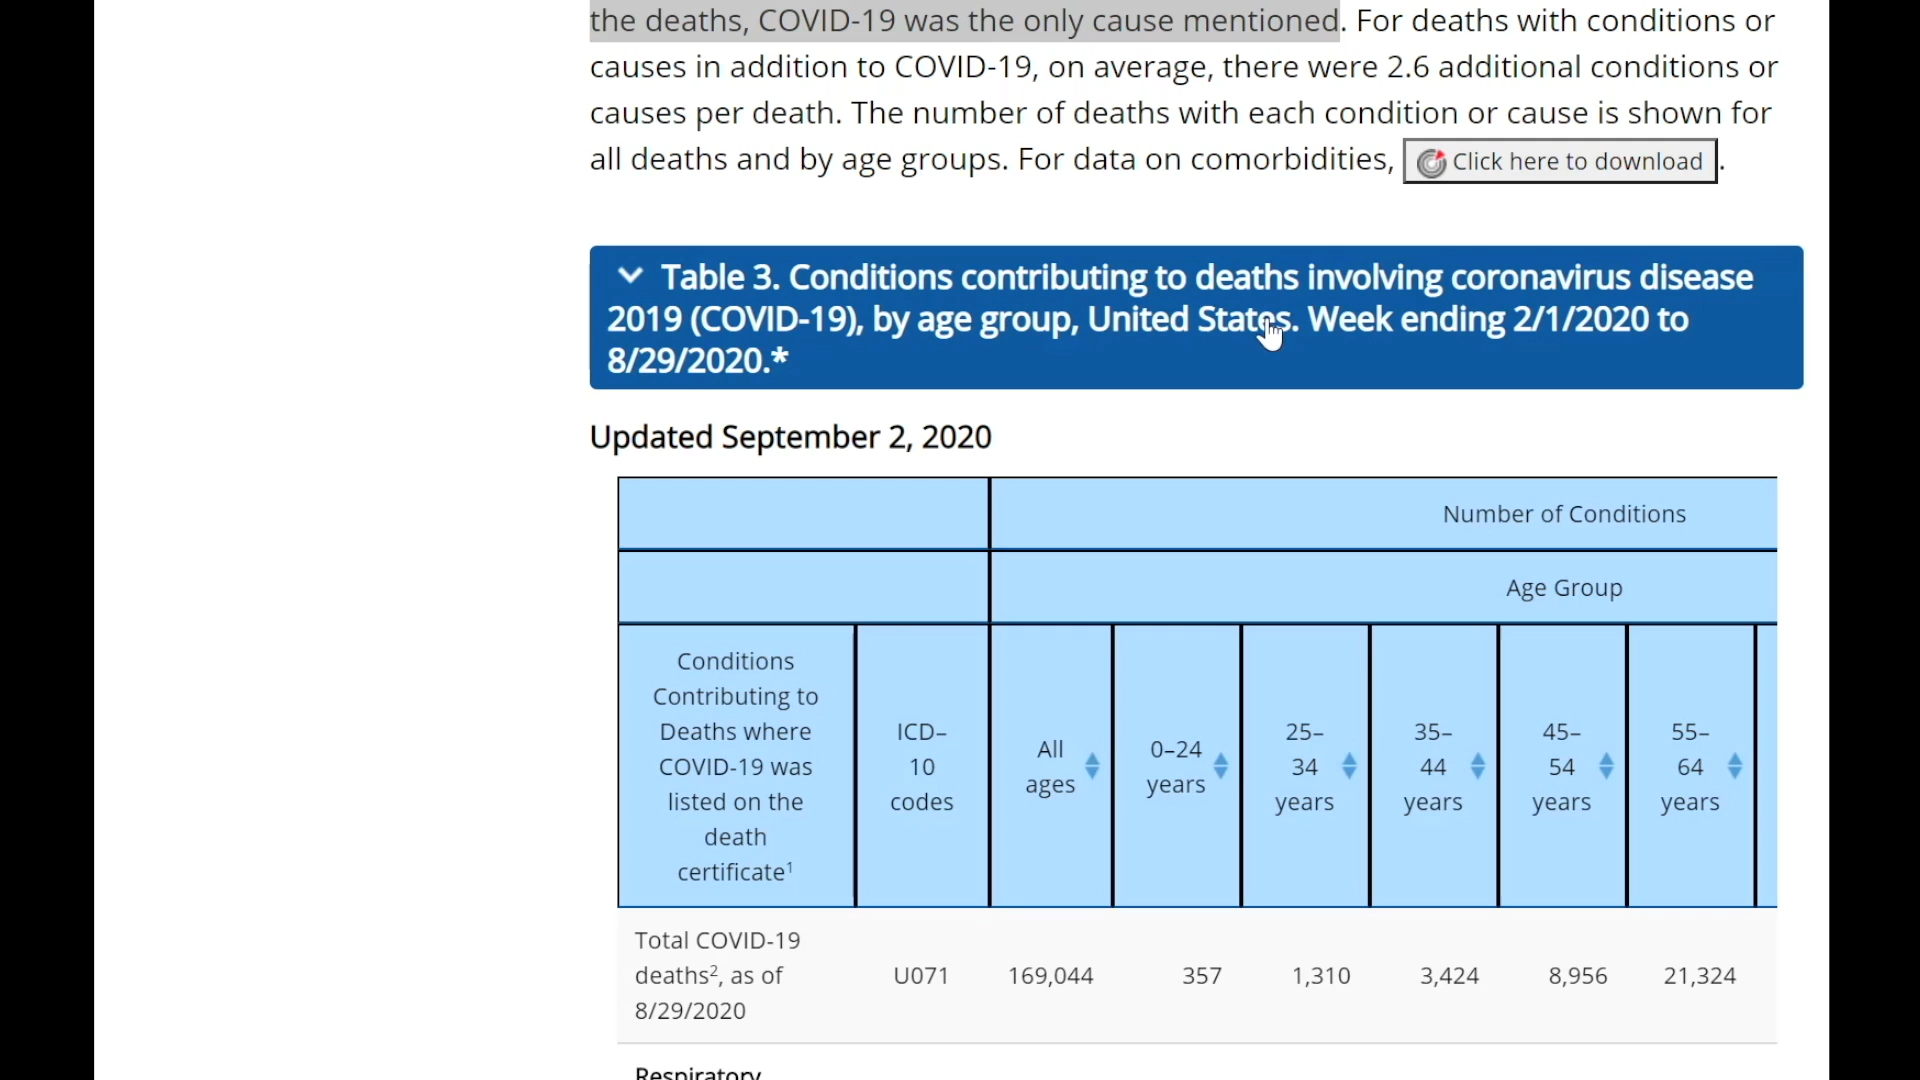 the deaths, COVID-19 was the only cause mentioned. For deaths with conditions or
causes in addition to COVID-19, on average, there were 2.6 additional conditions or
causes per death. The number of deaths with each condition or cause is shown for
all deaths and by age groups. For data on comorbidities, Click here to download.
Table 3. Conditions contributing to deaths involving coronavirus disease
2019 (COVID-19), by age group, United States. Week ending 2/1/2020 to
8/29/2020.*
Updated September 2, 2020
Number of Conditions
Age Group
Conditions
Contributing to
Deaths where
COVID-19 was
listed on the
death
certificate¹
ICD–
10
codes
All
ages
0–24
years
25–
34
years
35–
44
years
45–
54
years
55–
64
years
Total COVID-19
deaths², as of
8/29/2020
U071 169,044 357 1,310 3,424 8,956 21,324
Respiratory